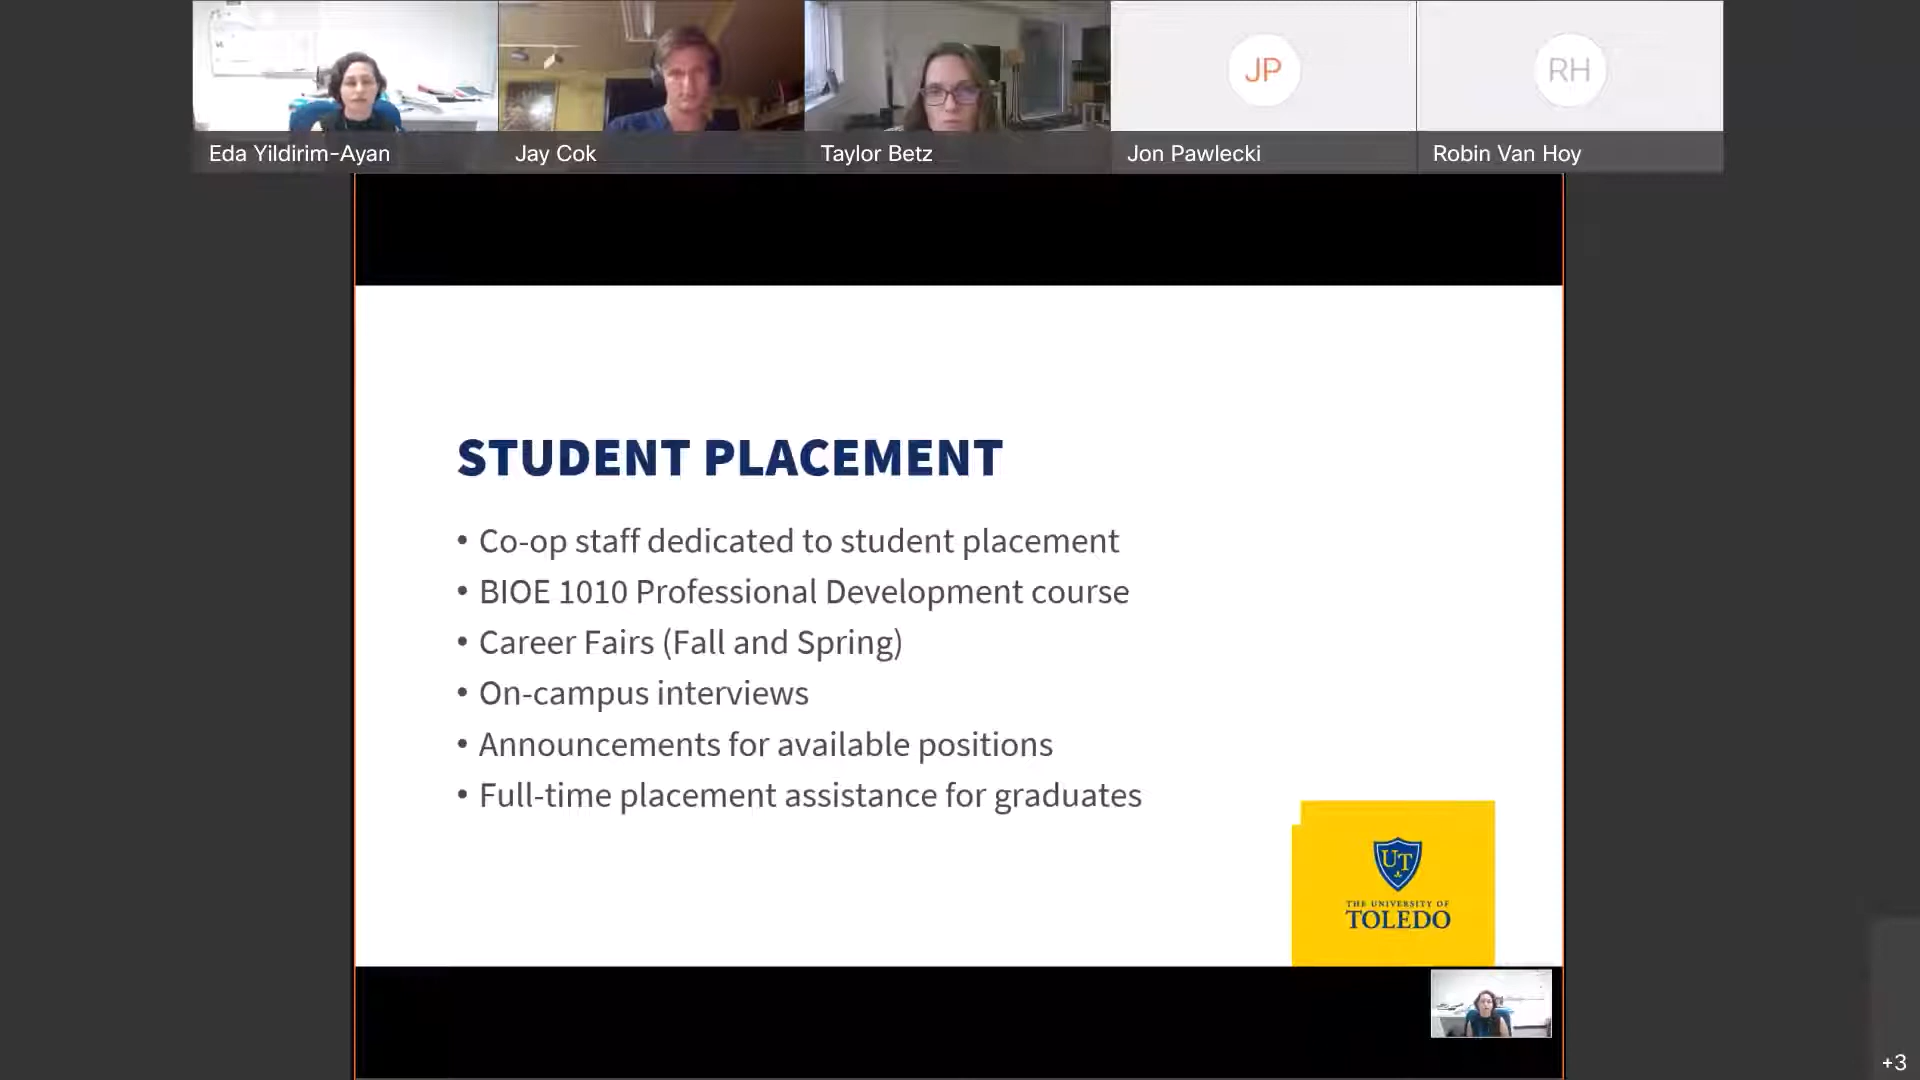 Eda Yildirim-Ayan
Jay Cok
Taylor Betz
JP
Jon Pawlecki
RH
Robin Van Hoy
STUDENT PLACEMENT
• Co-op staff dedicated to student placement
• BIOE 1010 Professional Development course
• Career Fairs (Fall and Spring)
• On-campus interviews
• Announcements for available positions
• Full-time placement assistance for graduates
UT
THE UNIVERSITY OF
TOLEDO
+3